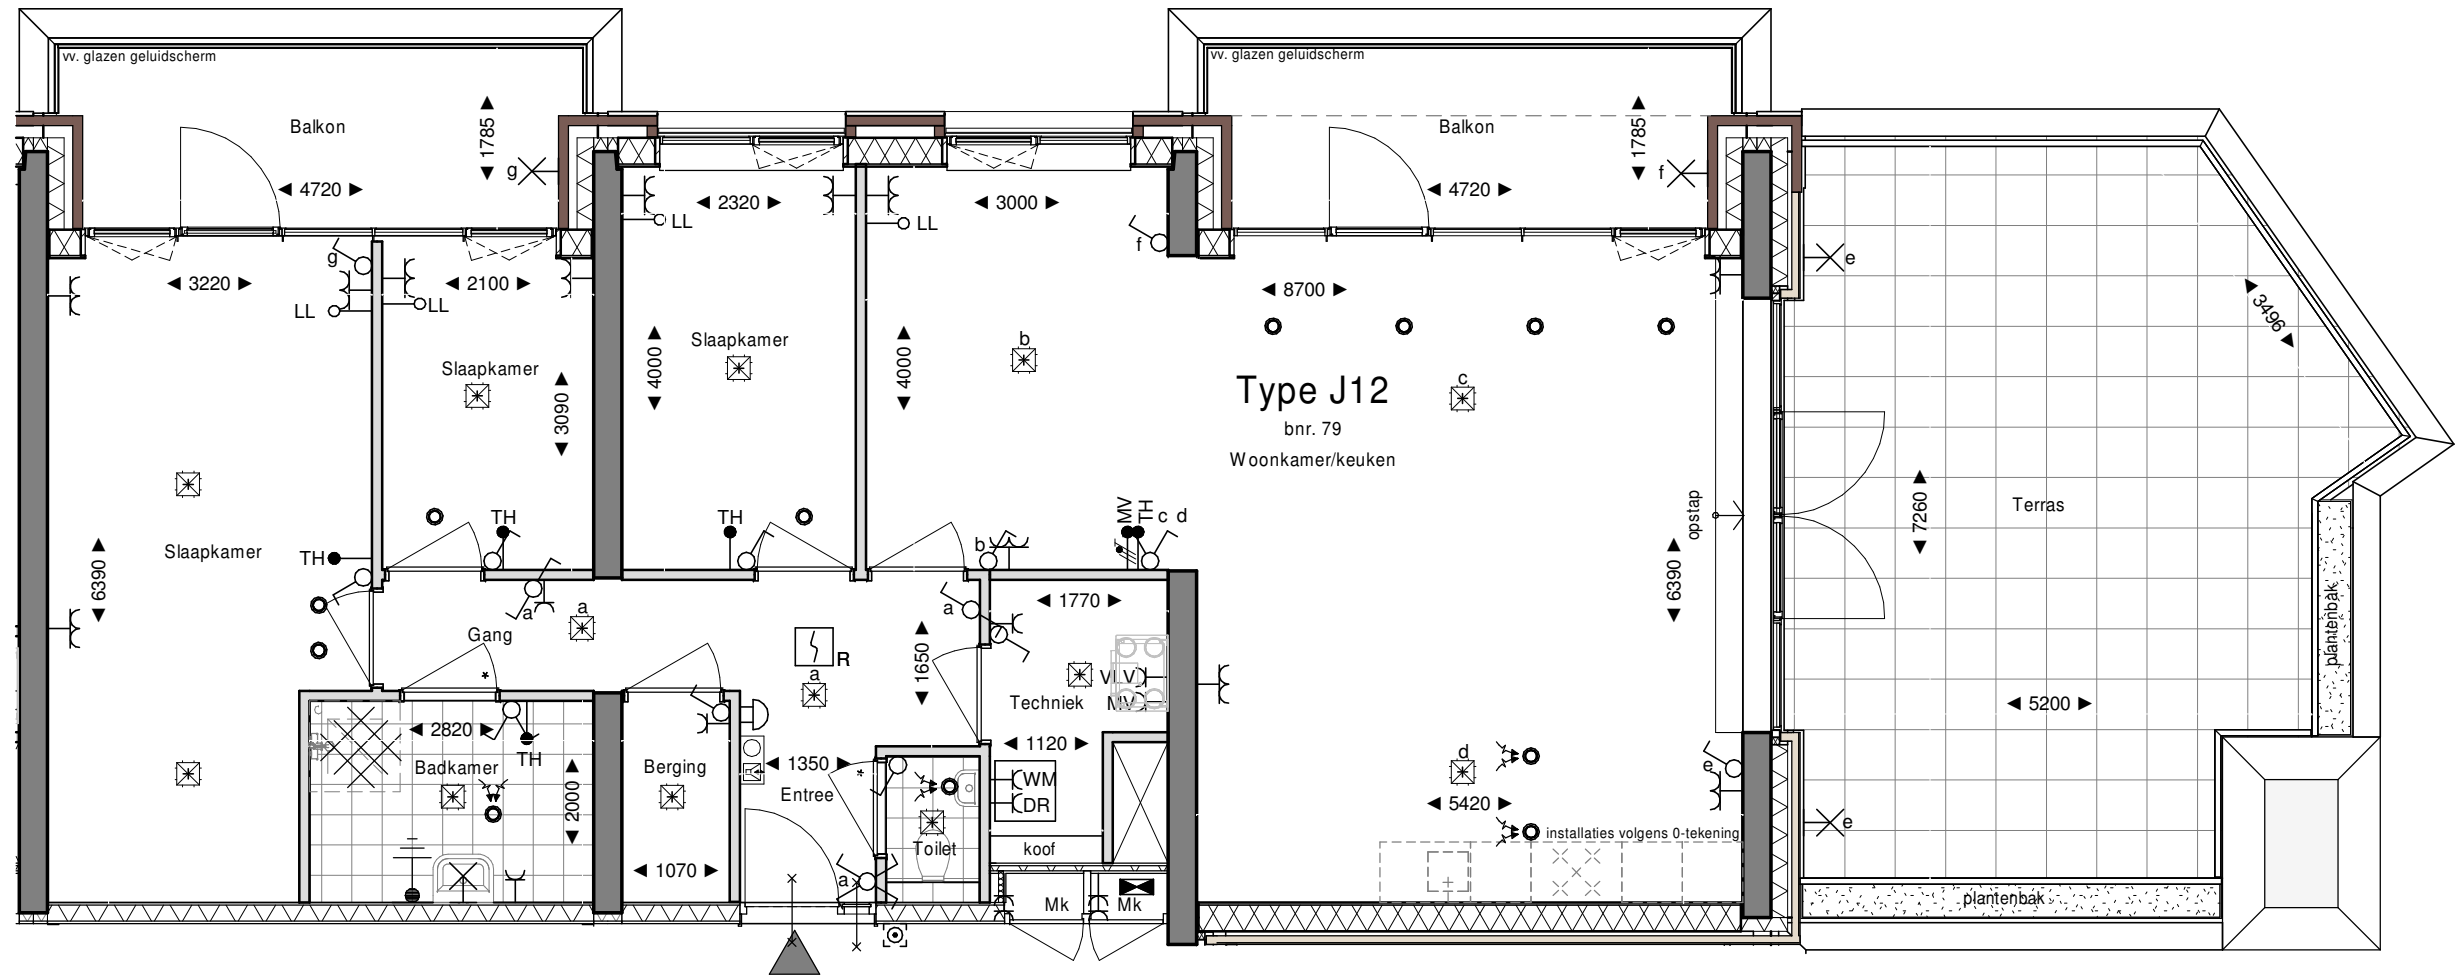 vv. glazen geluidscherm
vv. glazen geluidscherm
Balkon
1785
g
4720
Balkon
1785
f
4720
2320
LL
3000
LL
f
e
g
3220
LL
2100
LL
8700
3496
4000
Slaapkamer
4000
b
Slaapkamer
3090
Type J12
c
bnr. 79
Woonkamer/keuken
7260
Terras
opstap
TH
TH
MV
TH
c d
b
Slaapkamer
TH
6390
6390
a
a
a
1770
Gang
*
R
a
1650
plantenbak
VLV
MV
Techniek
5200
2820
TH
Badkamer
2000
Berging
1350
*
Entree
1120
WM
DR
d
e
5420
installaties volgens 0-tekening
e
Toilet
koof
1070
a
Mk
Mk
plantenbak